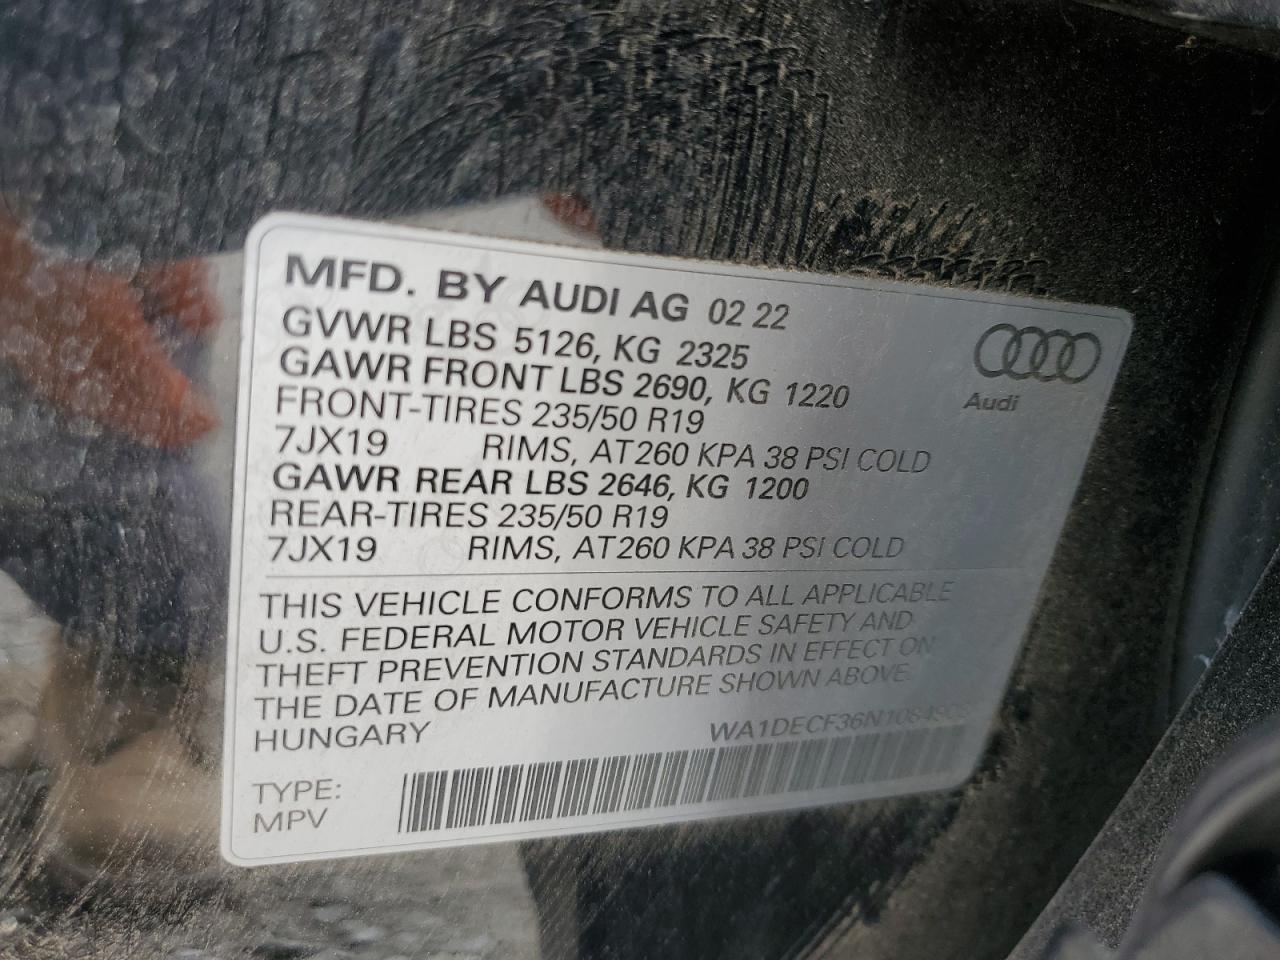 MFD. BY AUDI AG 02 22
GVWR LBS 5126, KG 2325
GAWR FRONT LBS 2690, KG 1220
FRONT-TIRES 235/50 R19
7JX19 RIMS, AT260 KPA 38 PSI COLD
GAWR REAR LBS 2646, KG 1200
REAR-TIRES 235/50 R19
7JX19 RIMS, AT260 KPA 38 PSI COLD
Audi
THIS VEHICLE CONFORMS TO ALL APPLICABLE
U.S. FEDERAL MOTOR VEHICLE SAFETY AND
THEFT PREVENTION STANDARDS IN EFFECT ON
THE DATE OF MANUFACTURE SHOWN ABOVE.
HUNGARY
TYPE:
MPV